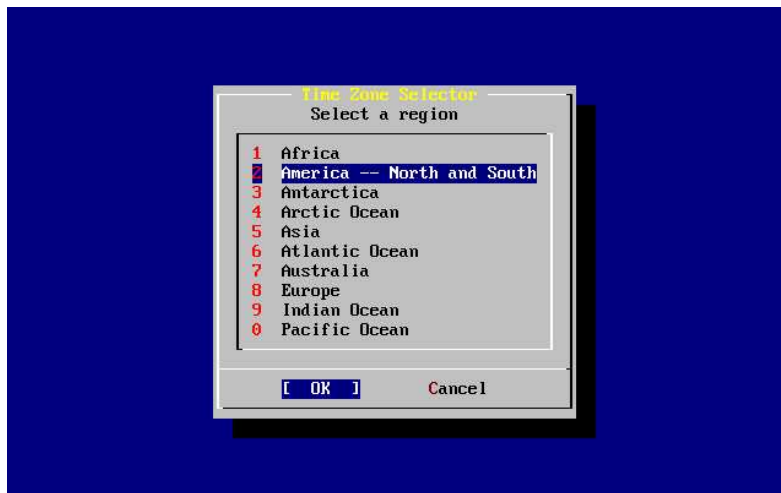 Time Zone Selector
Select a region
1 Africa
2 America -- North and South
3 Antarctica
4 Arctic Ocean
5 Asia
6 Atlantic Ocean
7 Australia
8 Europe
9 Indian Ocean
0 Pacific Ocean
[ OK ] Cancel